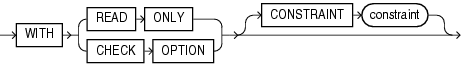 WITH
READ ONLY
CHECK OPTION
CONSTRAINT constraint